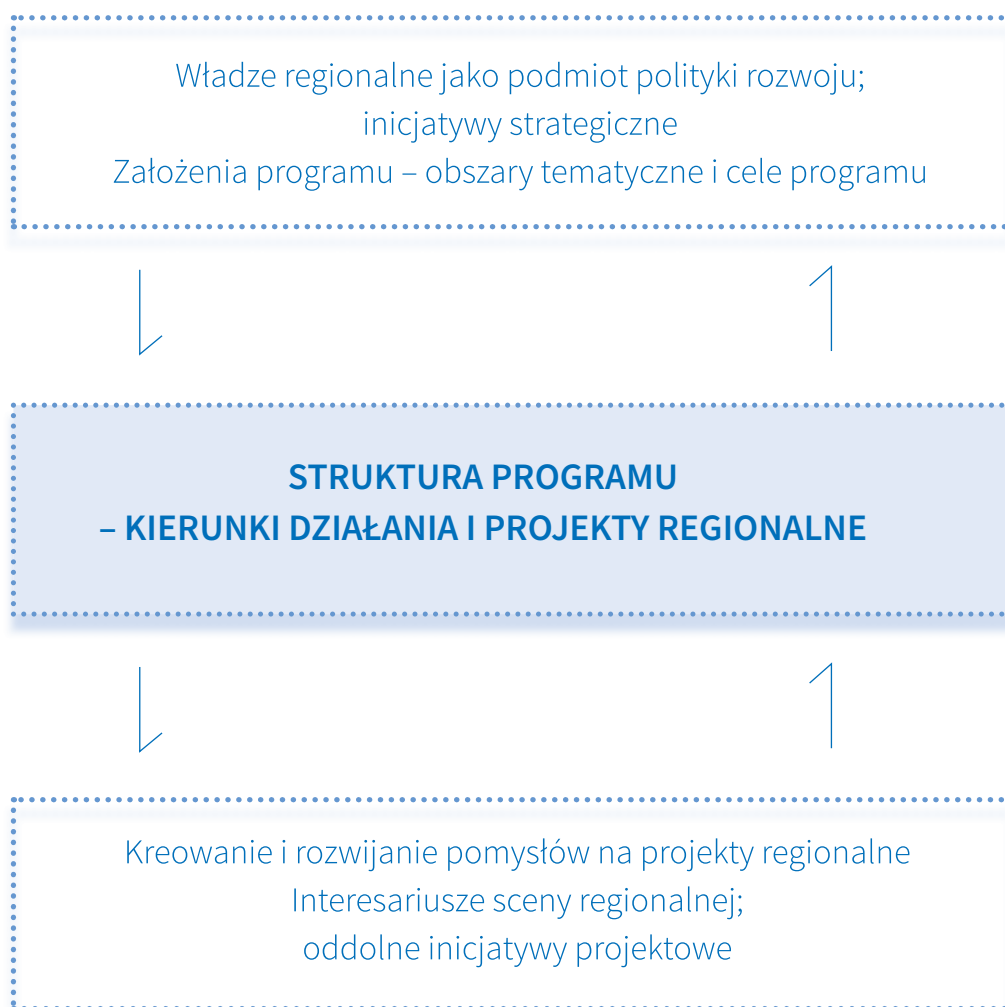 Władze regionalne jako podmiot polityki rozwoju;
inicjatywy strategiczne
Założenia programu – obszary tematyczne i cele programu
STRUKTURA PROGRAMU
– KIERUNKI DZIAŁANIA I PROJEKTY REGIONALNE
Kreowanie i rozwijanie pomysłów na projekty regionalne
Interesariusze sceny regionalnej;
oddolne inicjatywy projektowe